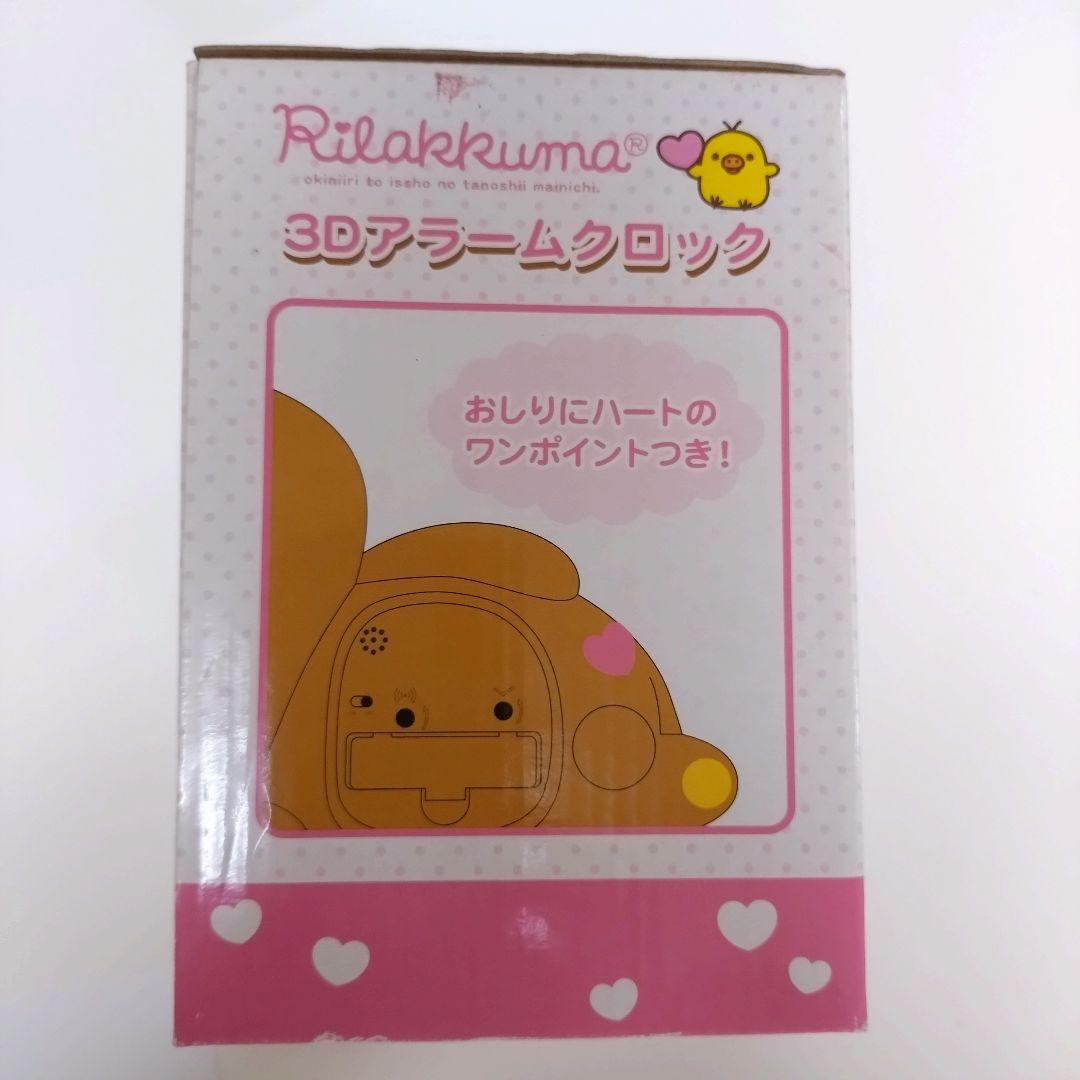 Rilakkuma®
okiniiri to issho no tanoshii mainichi.
3Dアラームクロック
おしりにハートの
ワンポイントつき!